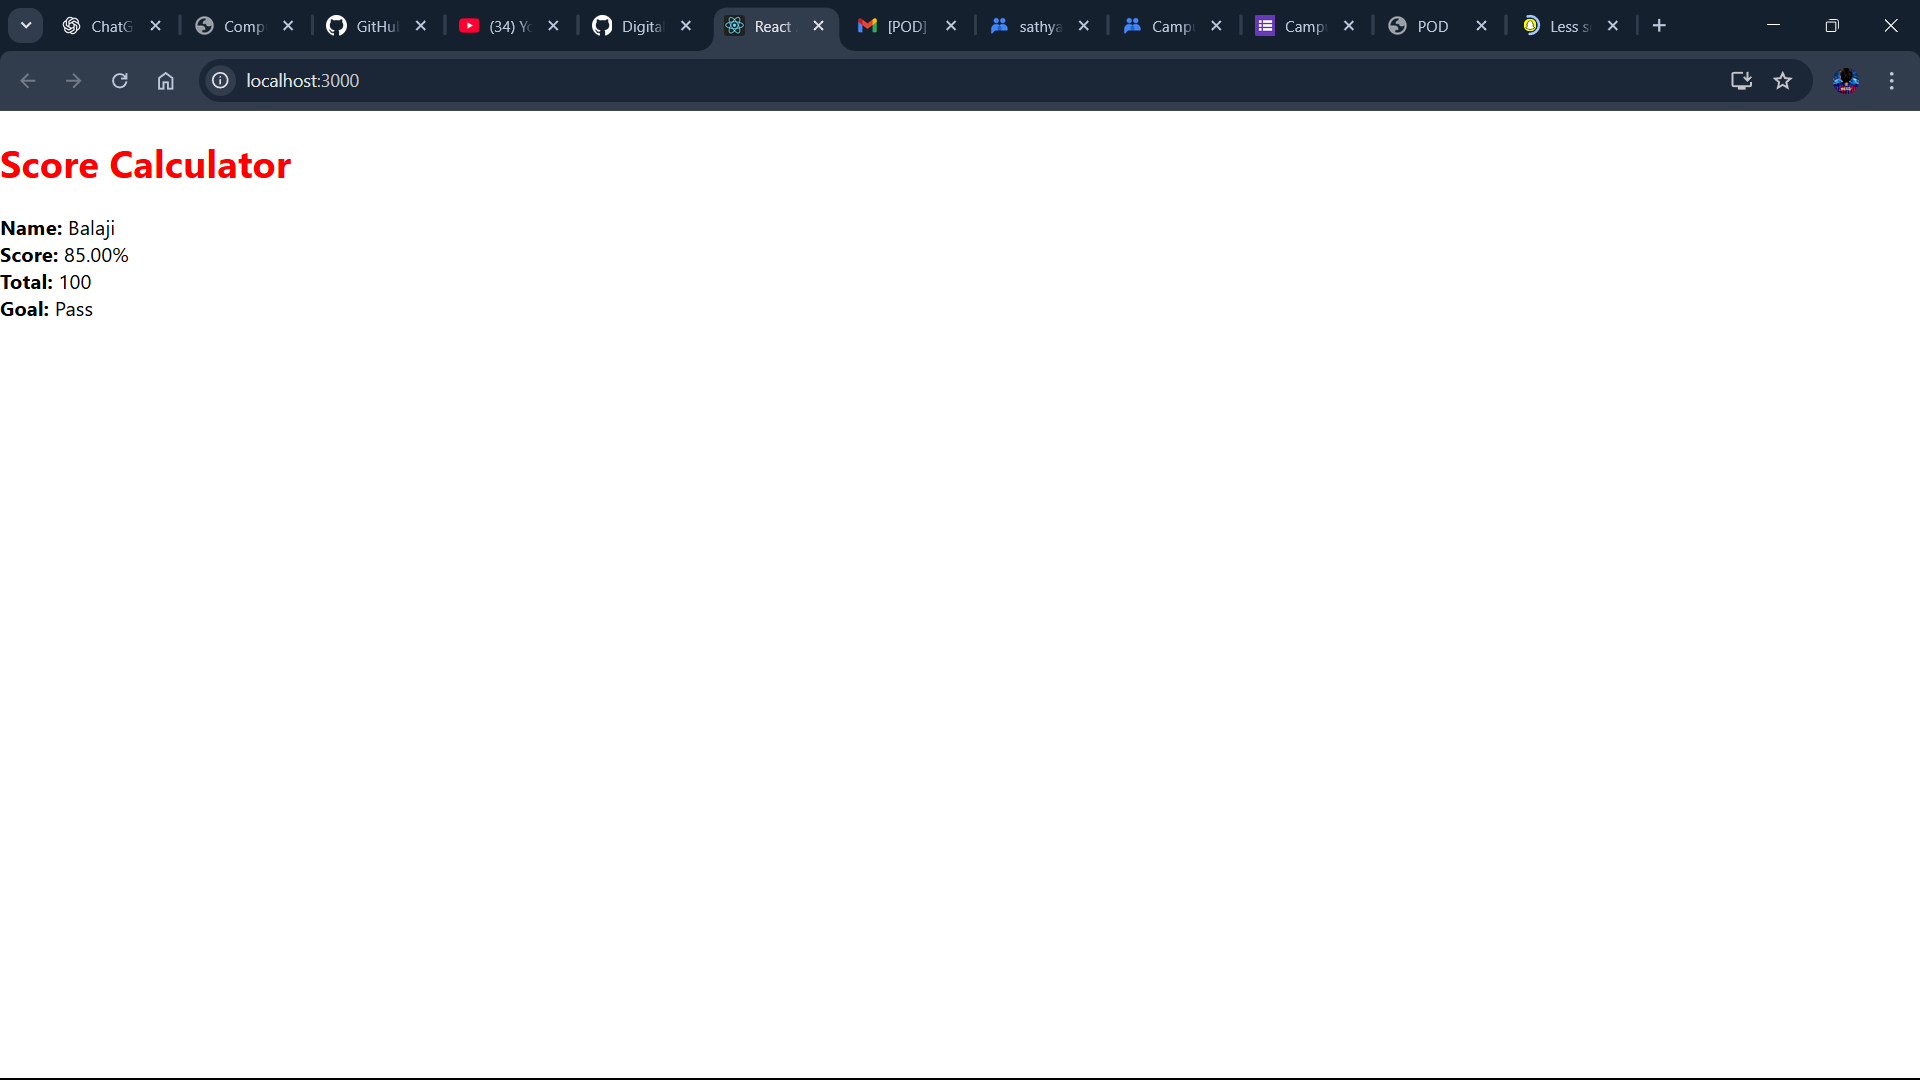 ChatG
Comp
GitHu
(34) Yo
Digita
React
[POD]
sathya
Camp
Camp
POD
Less s
localhost:3000
Score Calculator
Name: Balaji
Score: 85.00%
Total: 100
Goal: Pass